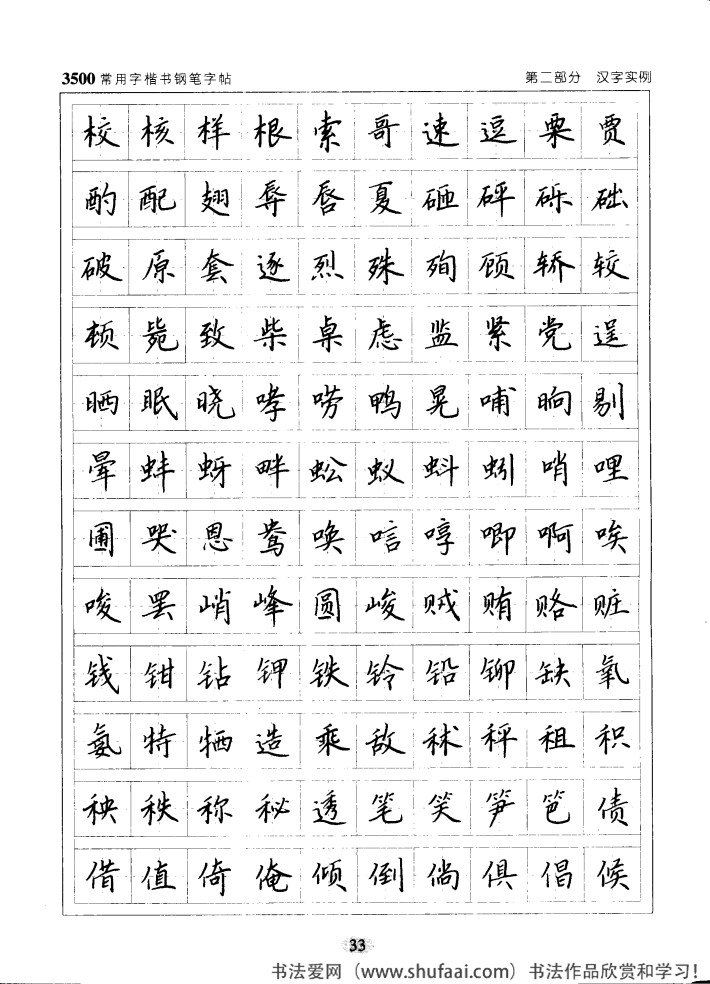 3500常用字楷书钢笔字帖 第二部分 汉字实例
校核样根索哥速逗栗贾
酌配翅辱唇夏砸砰砾础
破原套逐烈殊殉顾轿较
顿毙致柴桌虑监紧党逞
晒眠晓哮唠鸭晃哺晌剔
晕蚌蚜畔蚣蚊蚪蚓哨哩
圃哭恩鸯唤唁哼唧啊唉
唆罢峭峰圆峻贼贿赂赃
钱钳钻钾铁铃铅铆缺氧
氨特牺造乘敌秫秤租积
秧秩称秘透笔笑笋笆债
借值倚俺倾倒倘俱倡候
33
书法爱网（www.shufaai.com）书法作品欣赏和学习！